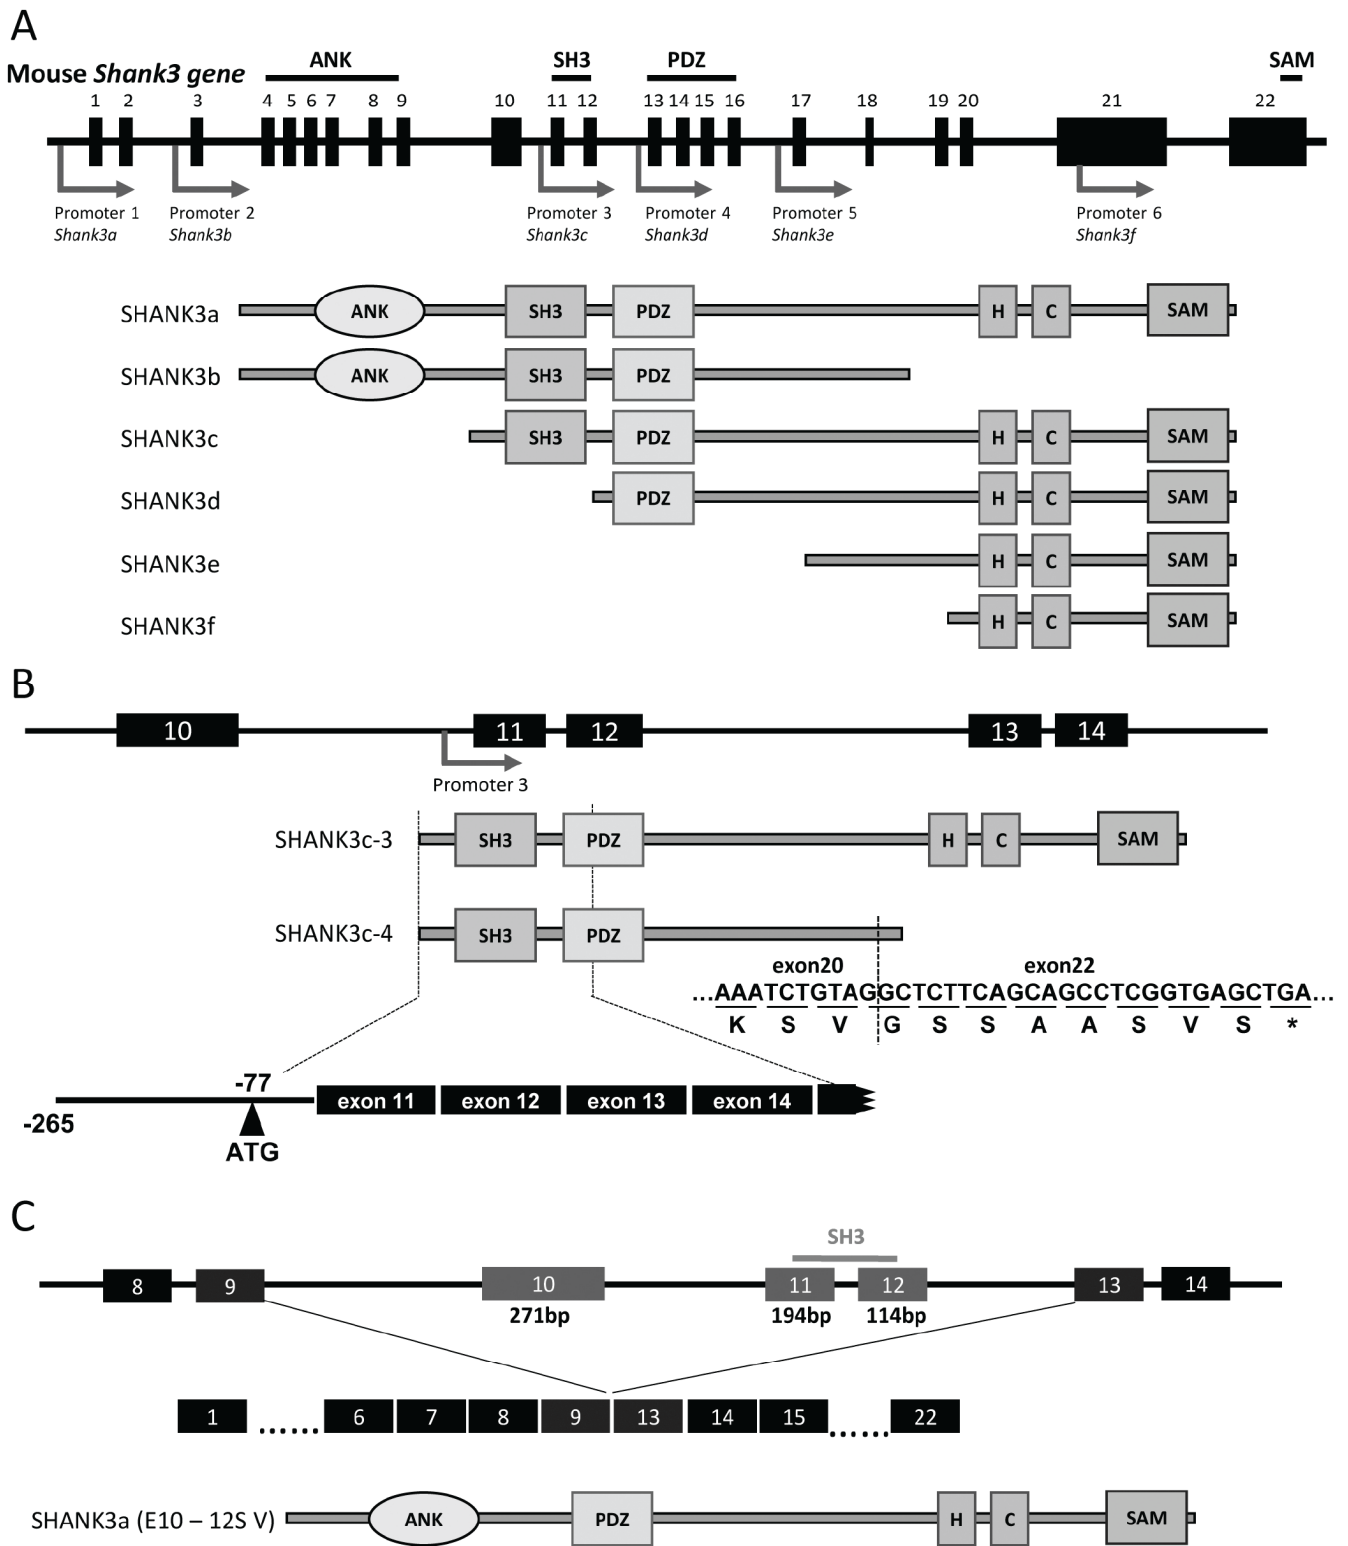 A
ANK SH3 PDZ SAM
Mouse Shank3 gene
1 2 3 4 5 6 7 8 9 10 11 12 13 14 15 16 17 18 19 20 21 22
Promoter 1 Promoter 2 Promoter 3 Promoter 4 Promoter 5 Promoter 6
Shank3a Shank3b Shank3c Shank3d Shank3e Shank3f
SHANK3a ANK SH3 PDZ H C SAM
SHANK3b ANK SH3 PDZ
SHANK3c SH3 PDZ H C SAM
SHANK3d PDZ H C SAM
SHANK3e H C SAM
SHANK3f H C SAM
B
10 11 12 13 14
Promoter 3
SHANK3c-3 SH3 PDZ H C SAM
SHANK3c-4 SH3 PDZ
exon20 exon22
...AAATCTGTAGGCTCTTCAGCAGCCTCGGTGAGCTGA...
K S V G S S A A S V S *
-77
exon 11 exon 12 exon 13 exon 14
-265
ATG
C
SH3
8 9 10 11 12 13 14
271bp 194bp 114bp
1 ...... 6 7 8 9 13 14 15 ...... 22
SHANK3a (E10 – 12S V) ANK PDZ H C SAM